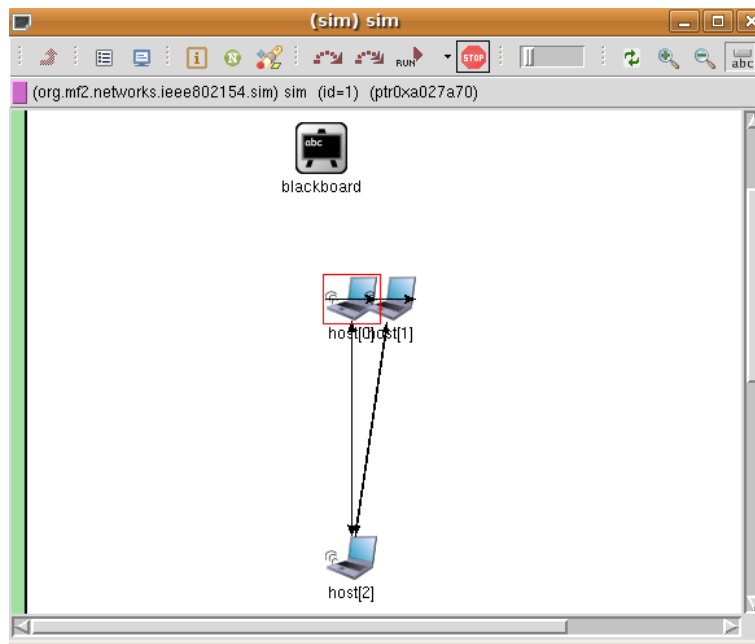 (sim) sim
i
N
RUN
STOP
abc
(org.mf2.networks.ieee802154.sim) sim (id=1) (ptr0xa027a70)
abc
blackboard
host[0]
host[1]
host[2]